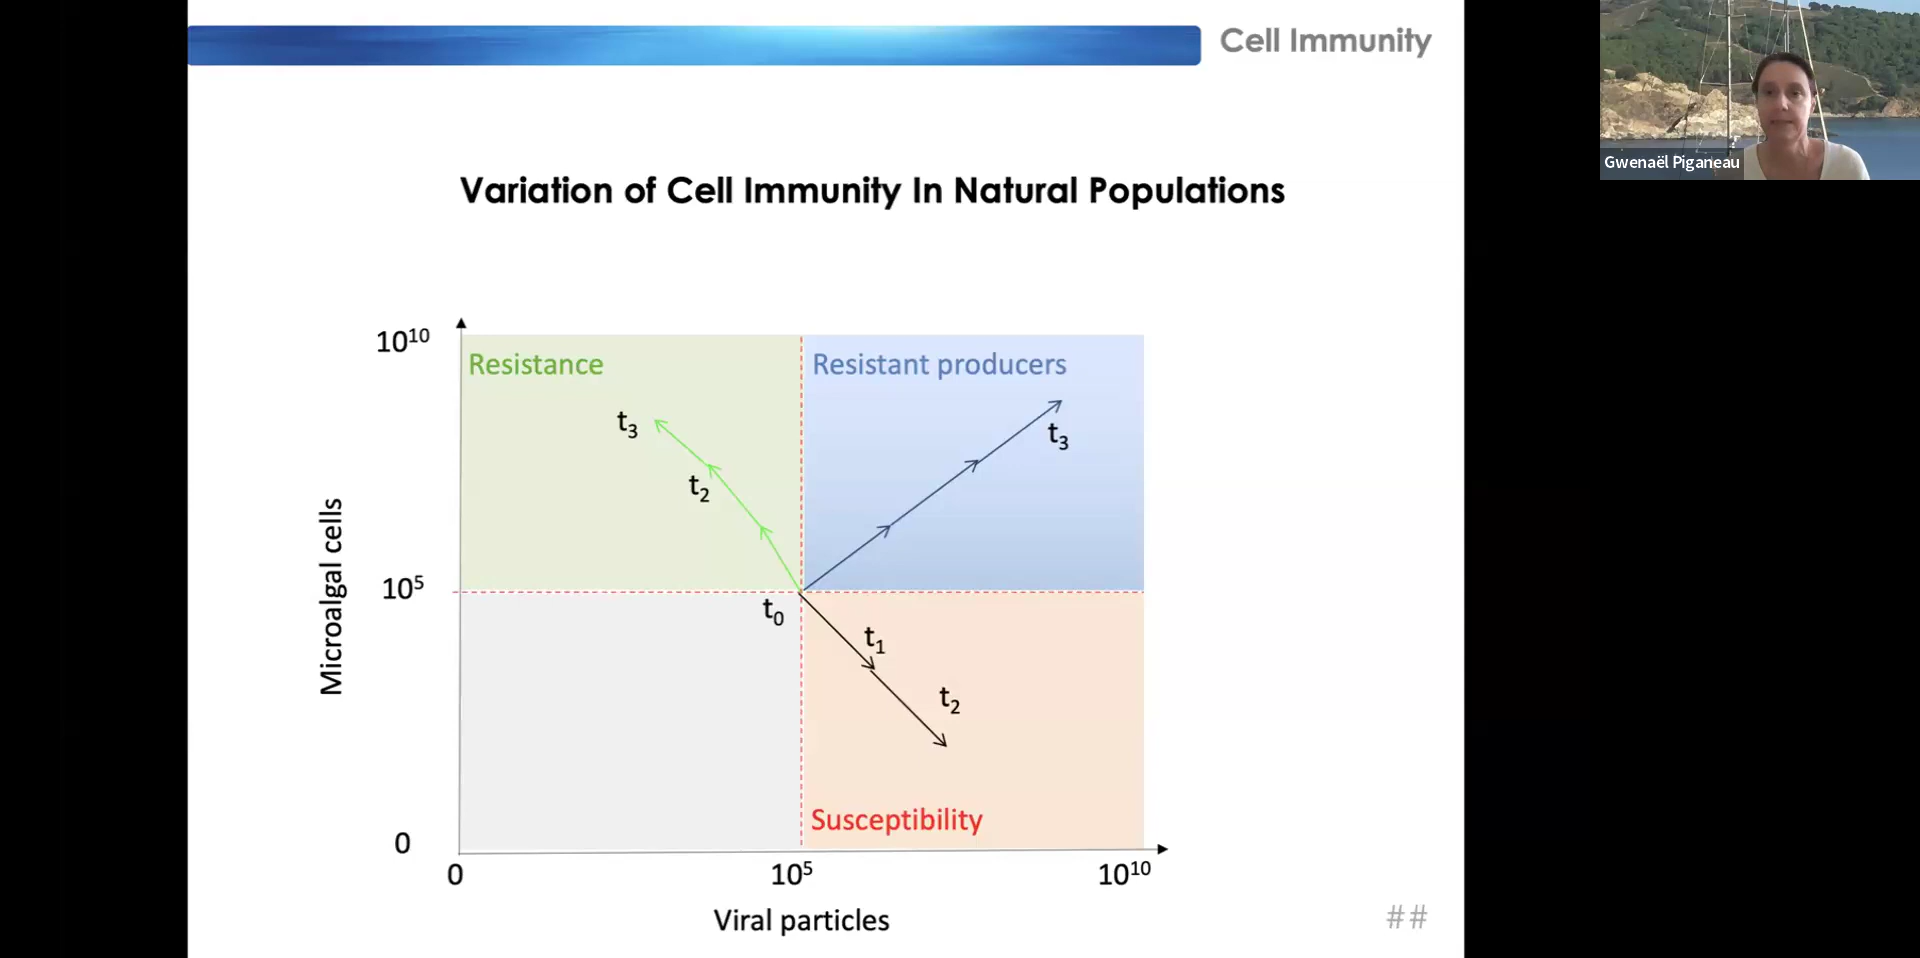 Cell Immunity
Gwenaël Piganeau
Variation of Cell Immunity In Natural Populations
10¹⁰
Resistance
Resistant producers
t₃
t₃
t₂
Microalgal cells
10⁵
t₀
t₁
t₂
Susceptibility
0
0
10⁵
10¹⁰
Viral particles
##